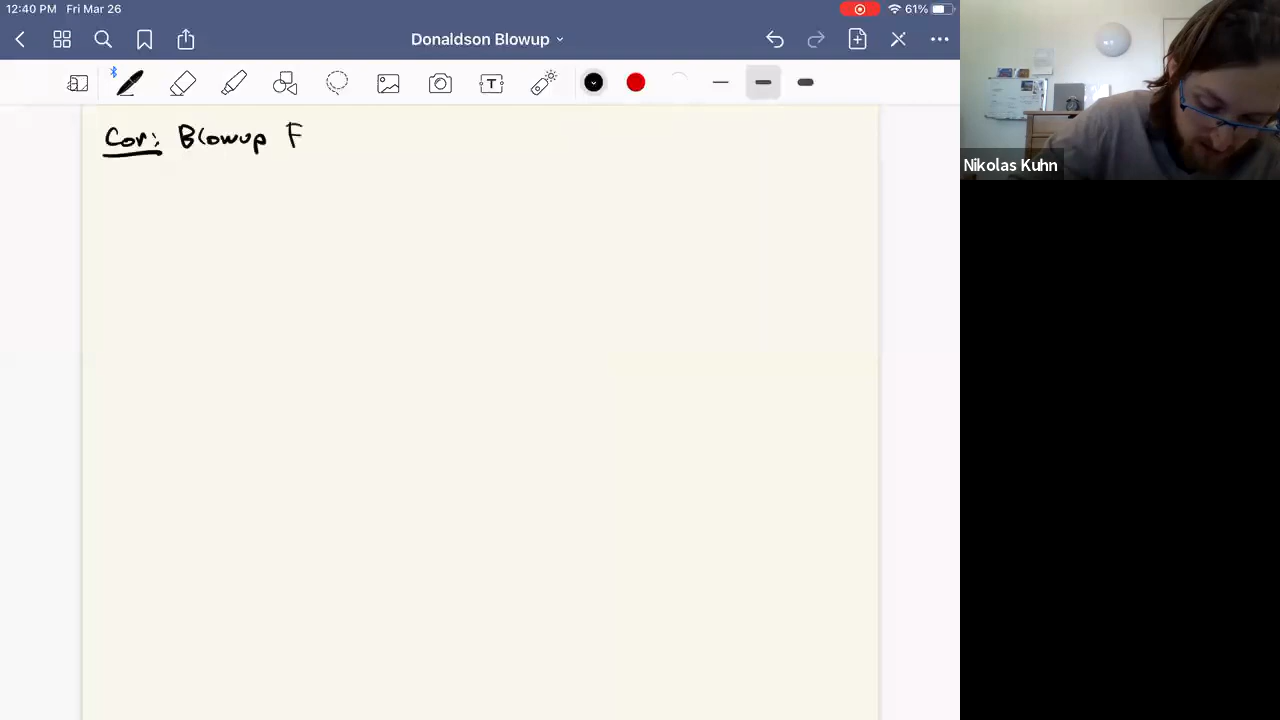 12:40 PM Fri Mar 26
61%
Donaldson Blowup
T
Cor: Blowup F
Nikolas Kuhn